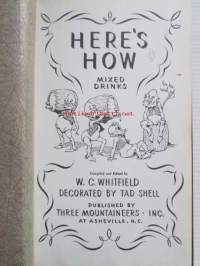 HERE'S
HOW
MIXED
DRINKS
Compiled and Edited by
W. C. WHITFIELD
DECORATED BY TAD SHELL
PUBLISHED BY
THREE MOUNTAINEERS · INC.
AT ASHEVILLE, N.C.